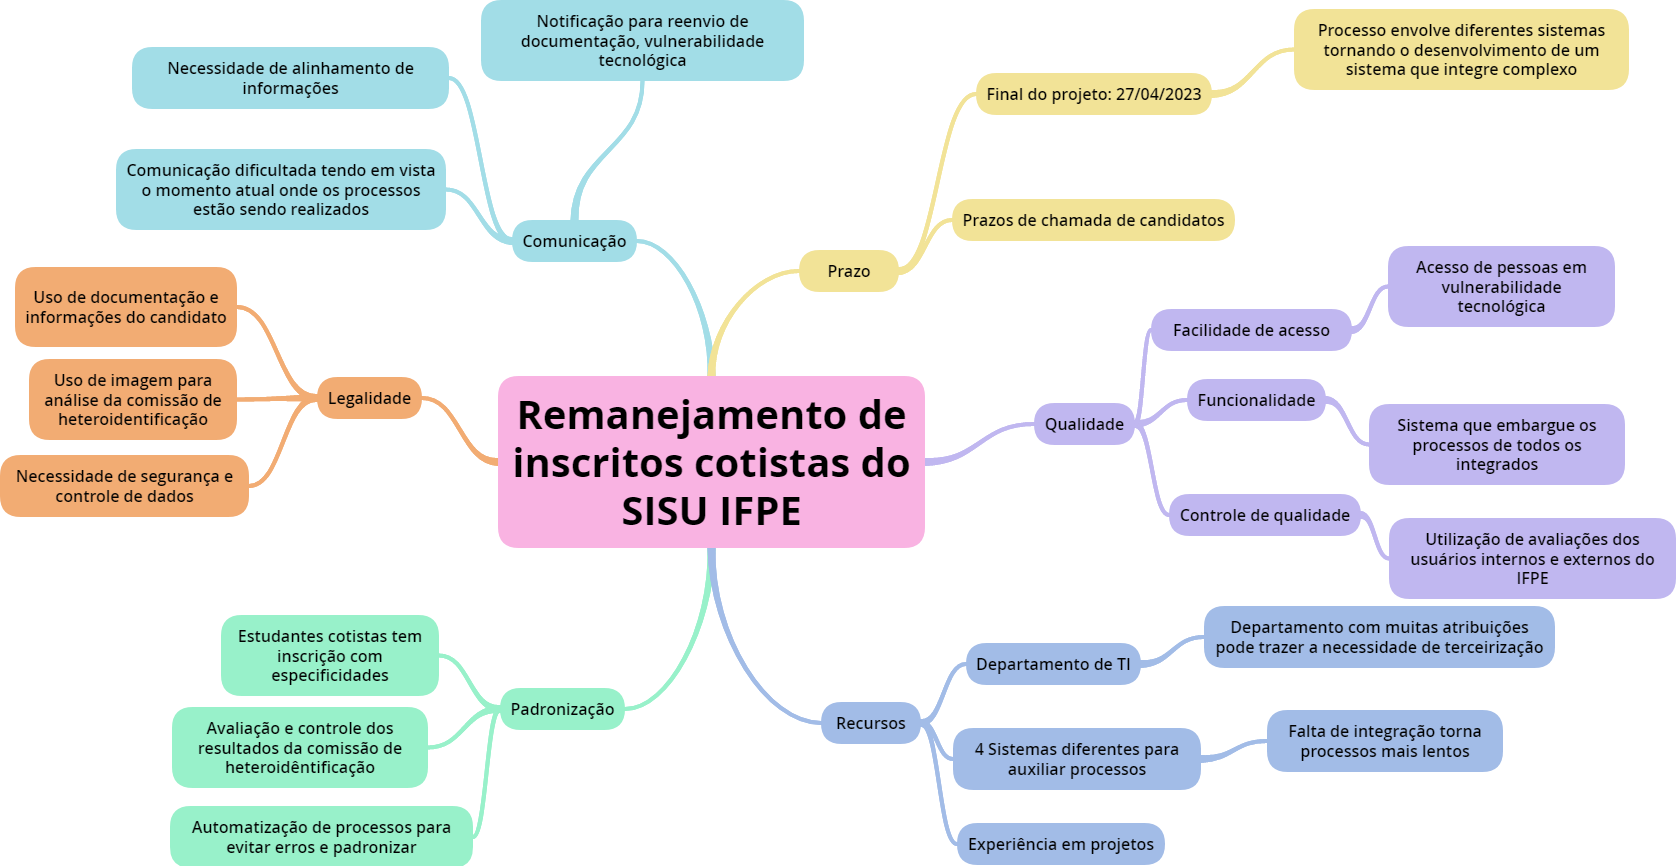 Remanejamento de
inscritos cotistas do
SISU IFPE
Comunicação
Notificação para reenvio de
documentação, vulnerabilidade
tecnológica
Necessidade de alinhamento de
informações
Comunicação dificultada tendo em vista
o momento atual onde os processos
estão sendo realizados
Prazo
Final do projeto: 27/04/2023
Processo envolve diferentes sistemas
tornando o desenvolvimento de um
sistema que integre complexo
Prazos de chamada de candidatos
Legalidade
Uso de documentação e
informações do candidato
Uso de imagem para
análise da comissão de
heteroidentificação
Necessidade de segurança e
controle de dados
Qualidade
Facilidade de acesso
Acesso de pessoas em
vulnerabilidade
tecnológica
Funcionalidade
Sistema que embargue os
processos de todos os
integrados
Controle de qualidade
Utilização de avaliações dos
usuários internos e externos do
IFPE
Padronização
Estudantes cotistas tem
inscrição com
especificidades
Avaliação e controle dos
resultados da comissão de
heteroidêntificação
Automatização de processos para
evitar erros e padronizar
Recursos
Departamento de TI
Departamento com muitas atribuições
pode trazer a necessidade de terceirização
4 Sistemas diferentes para
auxiliar processos
Falta de integração torna
processos mais lentos
Experiência em projetos